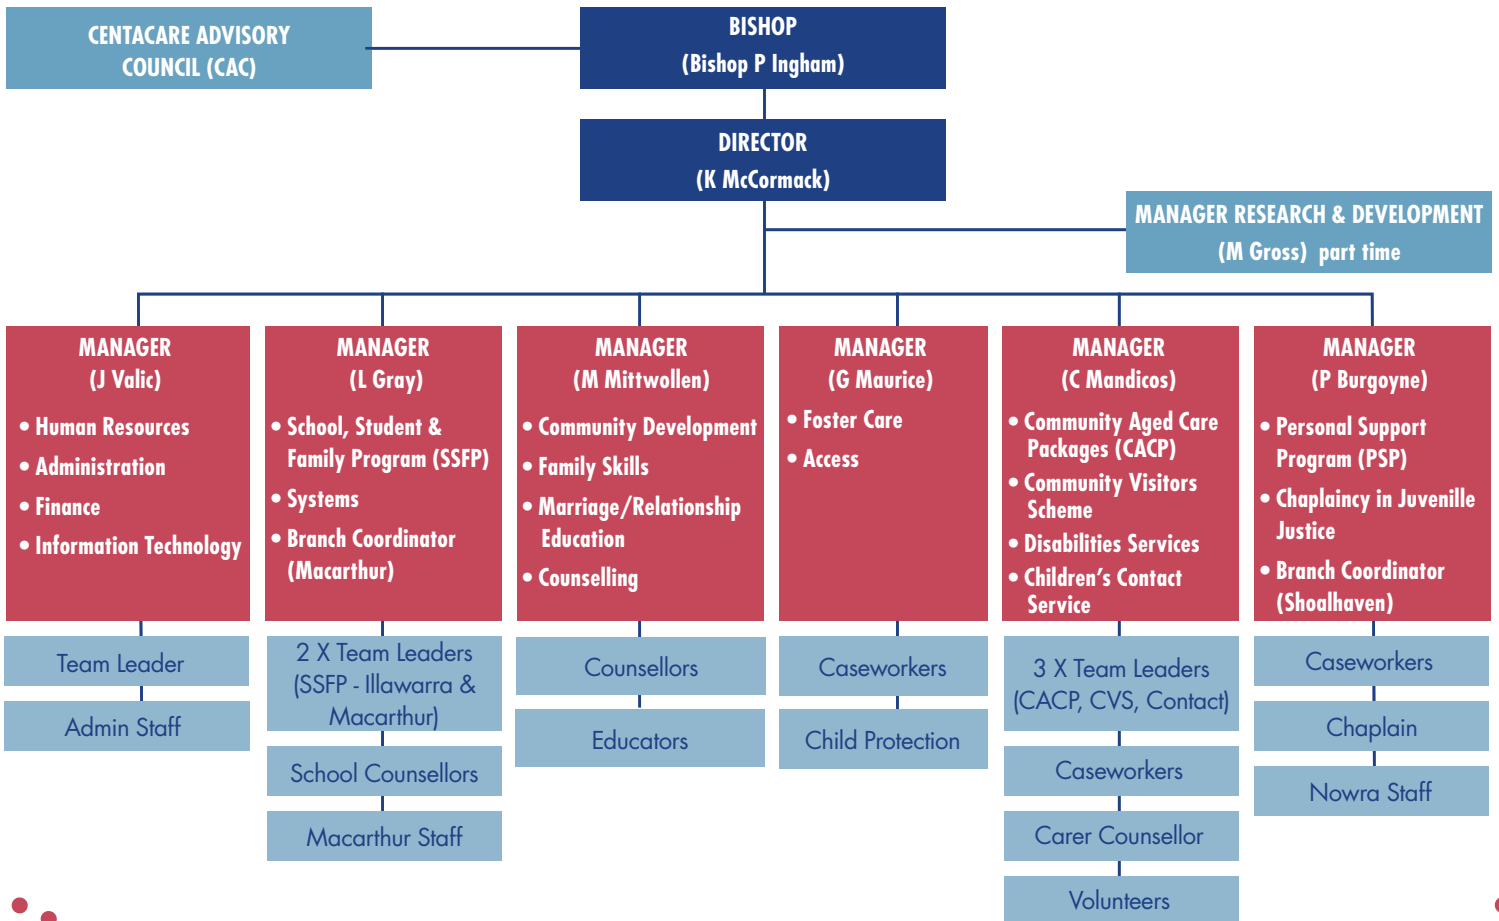 CENTACARE ADVISORY
COUNCIL (CAC)
BISHOP
(Bishop P Ingham)
DIRECTOR
(K McCormack)
MANAGER RESEARCH & DEVELOPMENT
(M Gross) part time
MANAGER
(J Valic)
• Human Resources
• Administration
• Finance
• Information Technology
Team Leader
Admin Staff
MANAGER
(L Gray)
• School, Student &
Family Program (SSFP)
• Systems
• Branch Coordinator
(Macarthur)
2 X Team Leaders
(SSFP - Illawarra &
Macarthur)
School Counsellors
Macarthur Staff
MANAGER
(M Mittwollen)
• Community Development
• Family Skills
• Marriage/Relationship
Education
• Counselling
Counsellors
Educators
MANAGER
(G Maurice)
• Foster Care
• Access
Caseworkers
Child Protection
MANAGER
(C Mandicos)
• Community Aged Care
Packages (CACP)
• Community Visitors
Scheme
• Disabilities Services
• Children's Contact
Service
3 X Team Leaders
(CACP, CVS, Contact)
Caseworkers
Carer Counsellor
Volunteers
MANAGER
(P Burgoyne)
• Personal Support
Program (PSP)
• Chaplaincy in Juvenille
Justice
• Branch Coordinator
(Shoalhaven)
Caseworkers
Chaplain
Nowra Staff